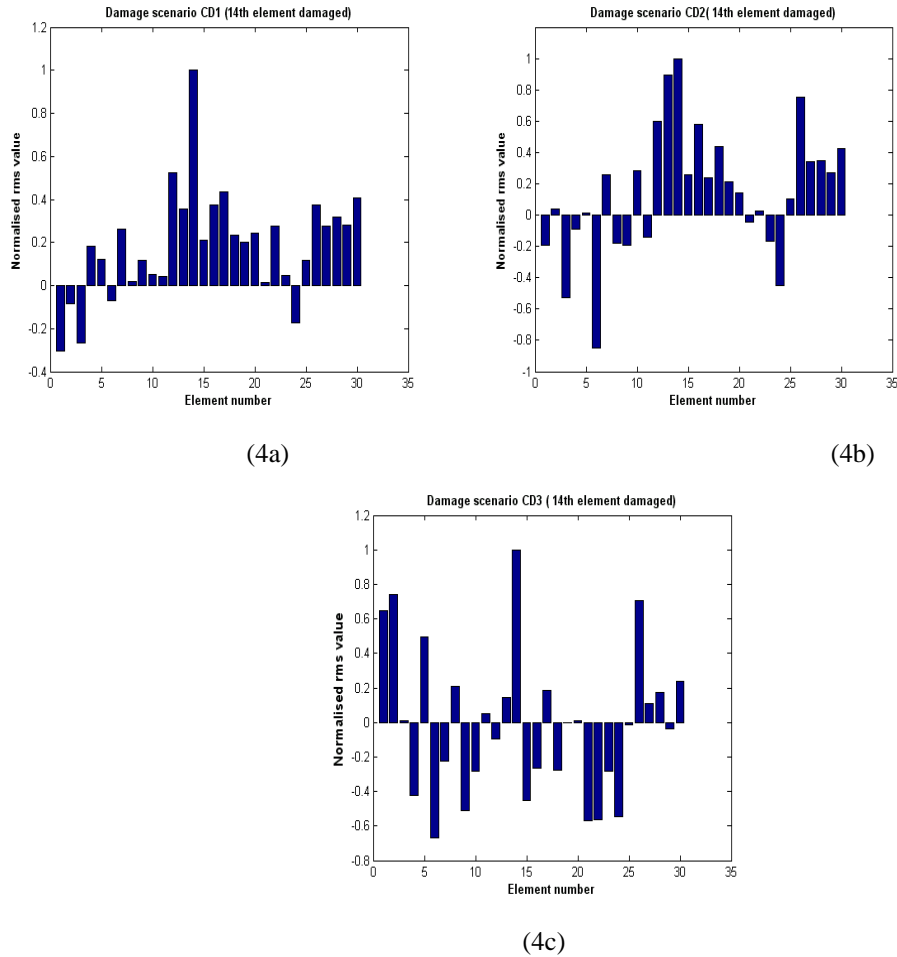 Damage scenario CD1 (14th element damaged)
Normalised rms value
1.2
1
0.8
0.6
0.4
0.2
0
-0.2
-0.4
0 5 10 15 20 25 30 35
Element number
(4a)
Damage scenario CD2( 14th element damaged)
Normalised rms value
1
0.8
0.6
0.4
0.2
0
-0.2
-0.4
-0.6
-0.8
-1
0 5 10 15 20 25 30 35
Element number
(4b)
Damage scenario CD3 ( 14th element damaged)
Normalised rms value
1.2
1
0.8
0.6
0.4
0.2
0
-0.2
-0.4
-0.6
-0.8
0 5 10 15 20 25 30 35
Element number
(4c)